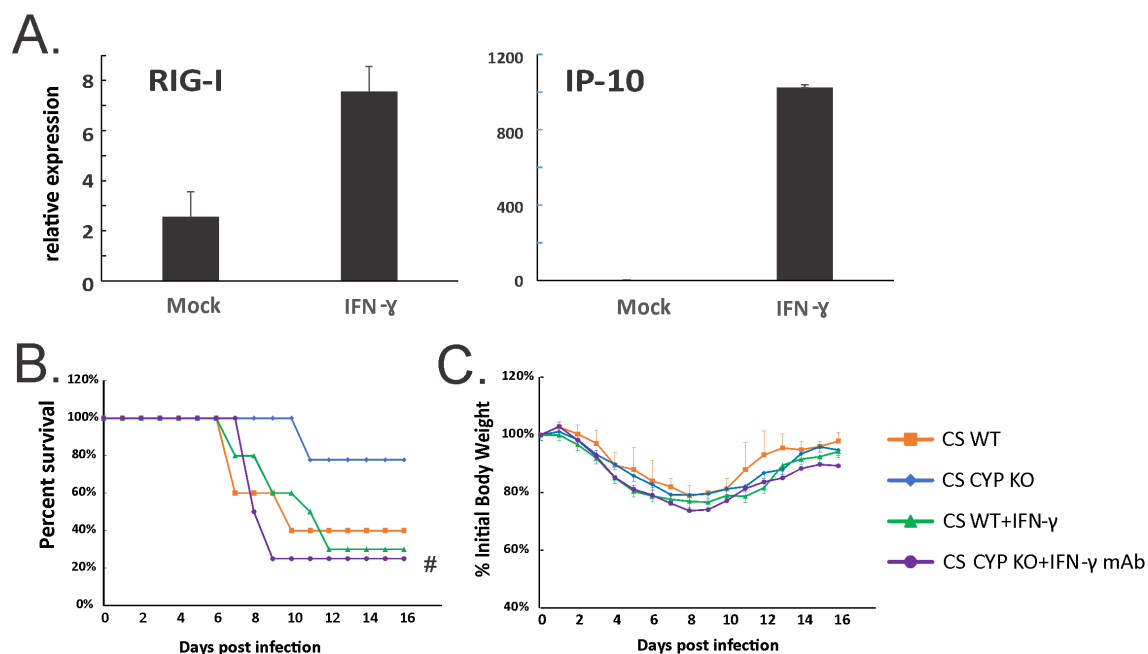 A.
RIG-I
IP-10
relative expression
8
6
4
2
0
Mock
IFN-ɣ
1200
800
400
0
Mock
IFN-ɣ
B.
120%
100%
80%
60%
40%
20%
0%
Percent survival
#
0 2 4 6 8 10 12 14 16
Days post infection
C.
120%
100%
80%
60%
40%
% Initial Body Weight
0 2 4 6 8 10 12 14 16
Days post infection
CS WT
CS CYP KO
CS WT+IFN-γ
CS CYP KO+IFN-γ mAb